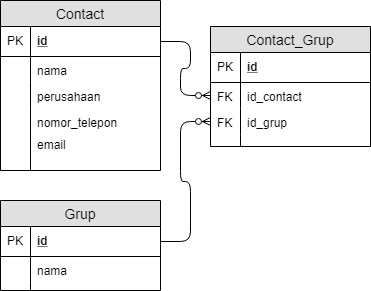 Contact
PK id
nama
perusahaan
nomor_telepon
email
Contact_Grup
PK id
FK id_contact
FK id_grup
Grup
PK id
nama